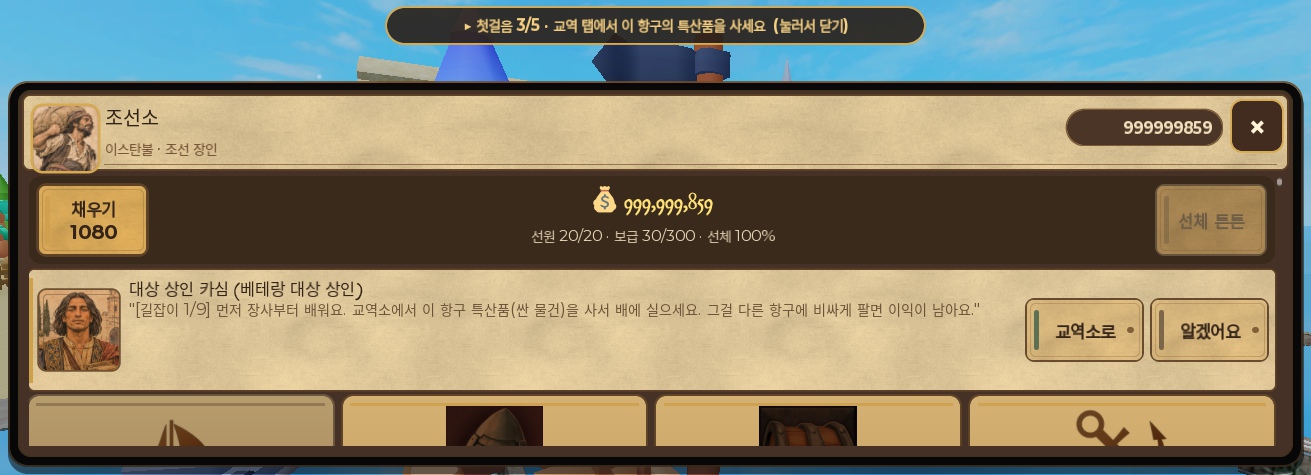 ▸ 첫걸음 3/5 · 교역 탭에서 이 항구의 특산품을 사세요 (눌러서 닫기)
조선소
이스탄불 · 조선 장인
999999859
×
채우기
1080
$ 999,999,859
선원 20/20 · 보급 30/300 · 선체 100%
선체 튼튼
대상 상인 카심 (베테랑 대상 상인)
"[길잡이 1/9] 먼저 장사부터 배워요. 교역소에서 이 항구 특산품(싼 물건)을 사서 배에 실으세요. 그걸 다른 항구에 비싸게 팔면 이익이 남아요."
교역소로
알겠어요